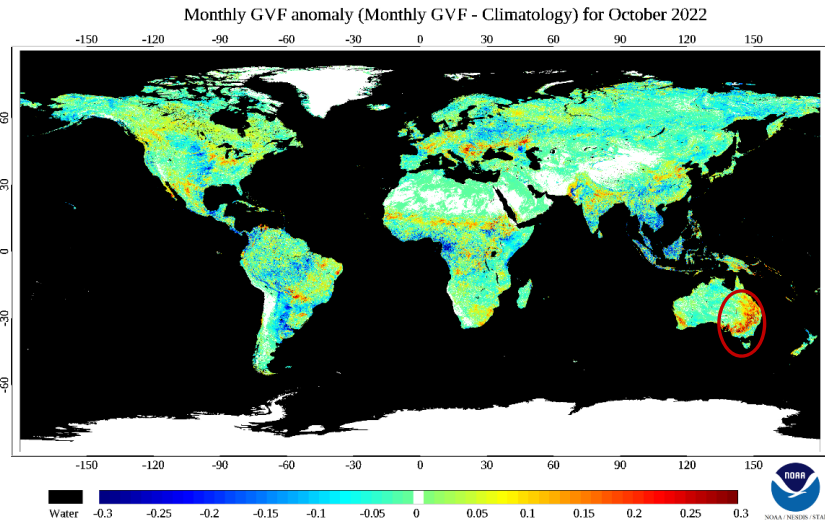 Monthly GVF anomaly (Monthly GVF - Climatology) for October 2022
-150 -120 -90 -60 -30 0 30 60 90 120 150
60
30
0
-30
-60
-150 -120 -90 -60 -30 0 30 60 90 120 150
Water -0.3 -0.25 -0.2 -0.15 -0.1 -0.05 0 0.05 0.1 0.15 0.2 0.25 0.3
NOAA
NOAA / NESDIS / STAR